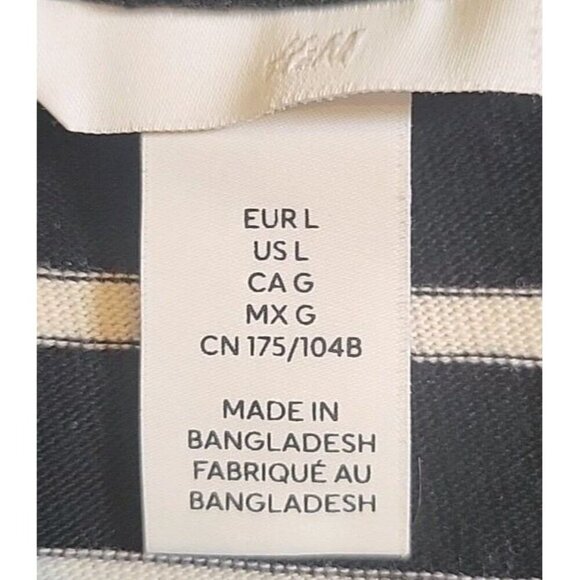 H&M
EUR L
US L
CA G
MX G
CN 175/104B
MADE IN
BANGLADESH
FABRIQUÉ AU
BANGLADESH